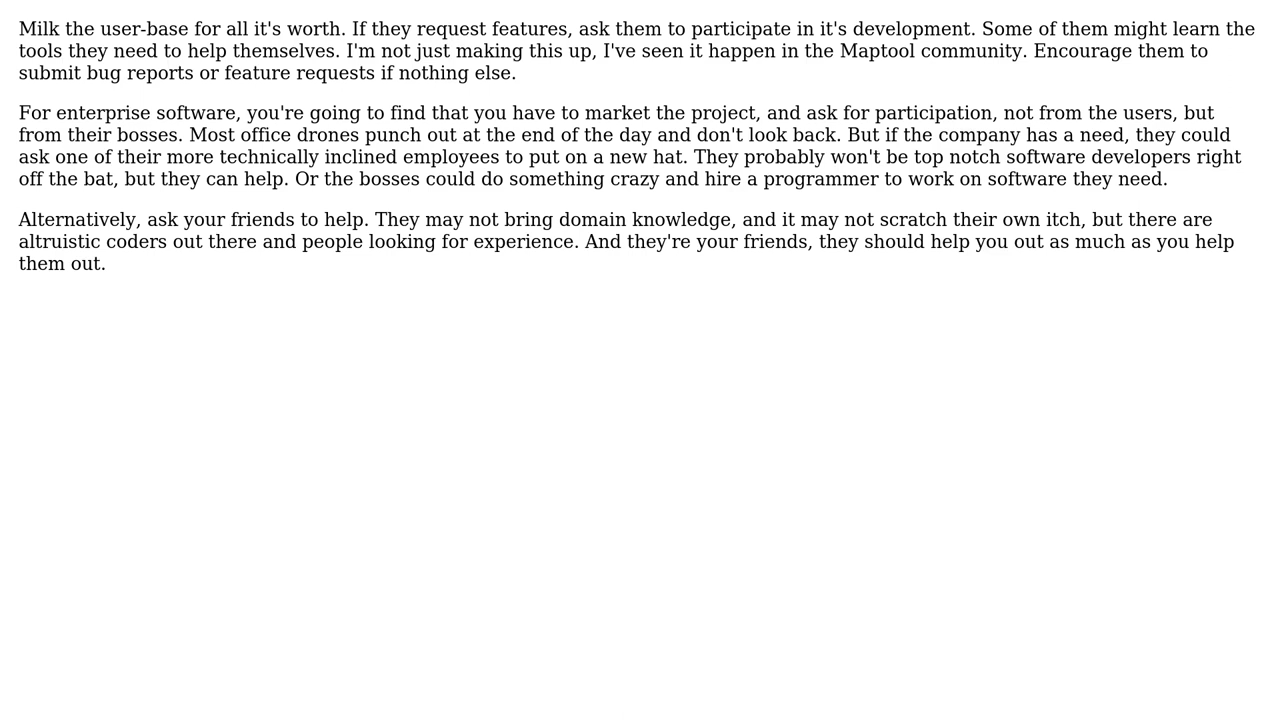 Milk the user-base for all it's worth. If they request features, ask them to participate in it's development. Some of them might learn the
tools they need to help themselves. I'm not just making this up, I've seen it happen in the Maptool community. Encourage them to
submit bug reports or feature requests if nothing else.
For enterprise software, you're going to find that you have to market the project, and ask for participation, not from the users, but
from their bosses. Most office drones punch out at the end of the day and don't look back. But if the company has a need, they could
ask one of their more technically inclined employees to put on a new hat. They probably won't be top notch software developers right
off the bat, but they can help. Or the bosses could do something crazy and hire a programmer to work on software they need.
Alternatively, ask your friends to help. They may not bring domain knowledge, and it may not scratch their own itch, but there are
altruistic coders out there and people looking for experience. And they're your friends, they should help you out as much as you help
them out.